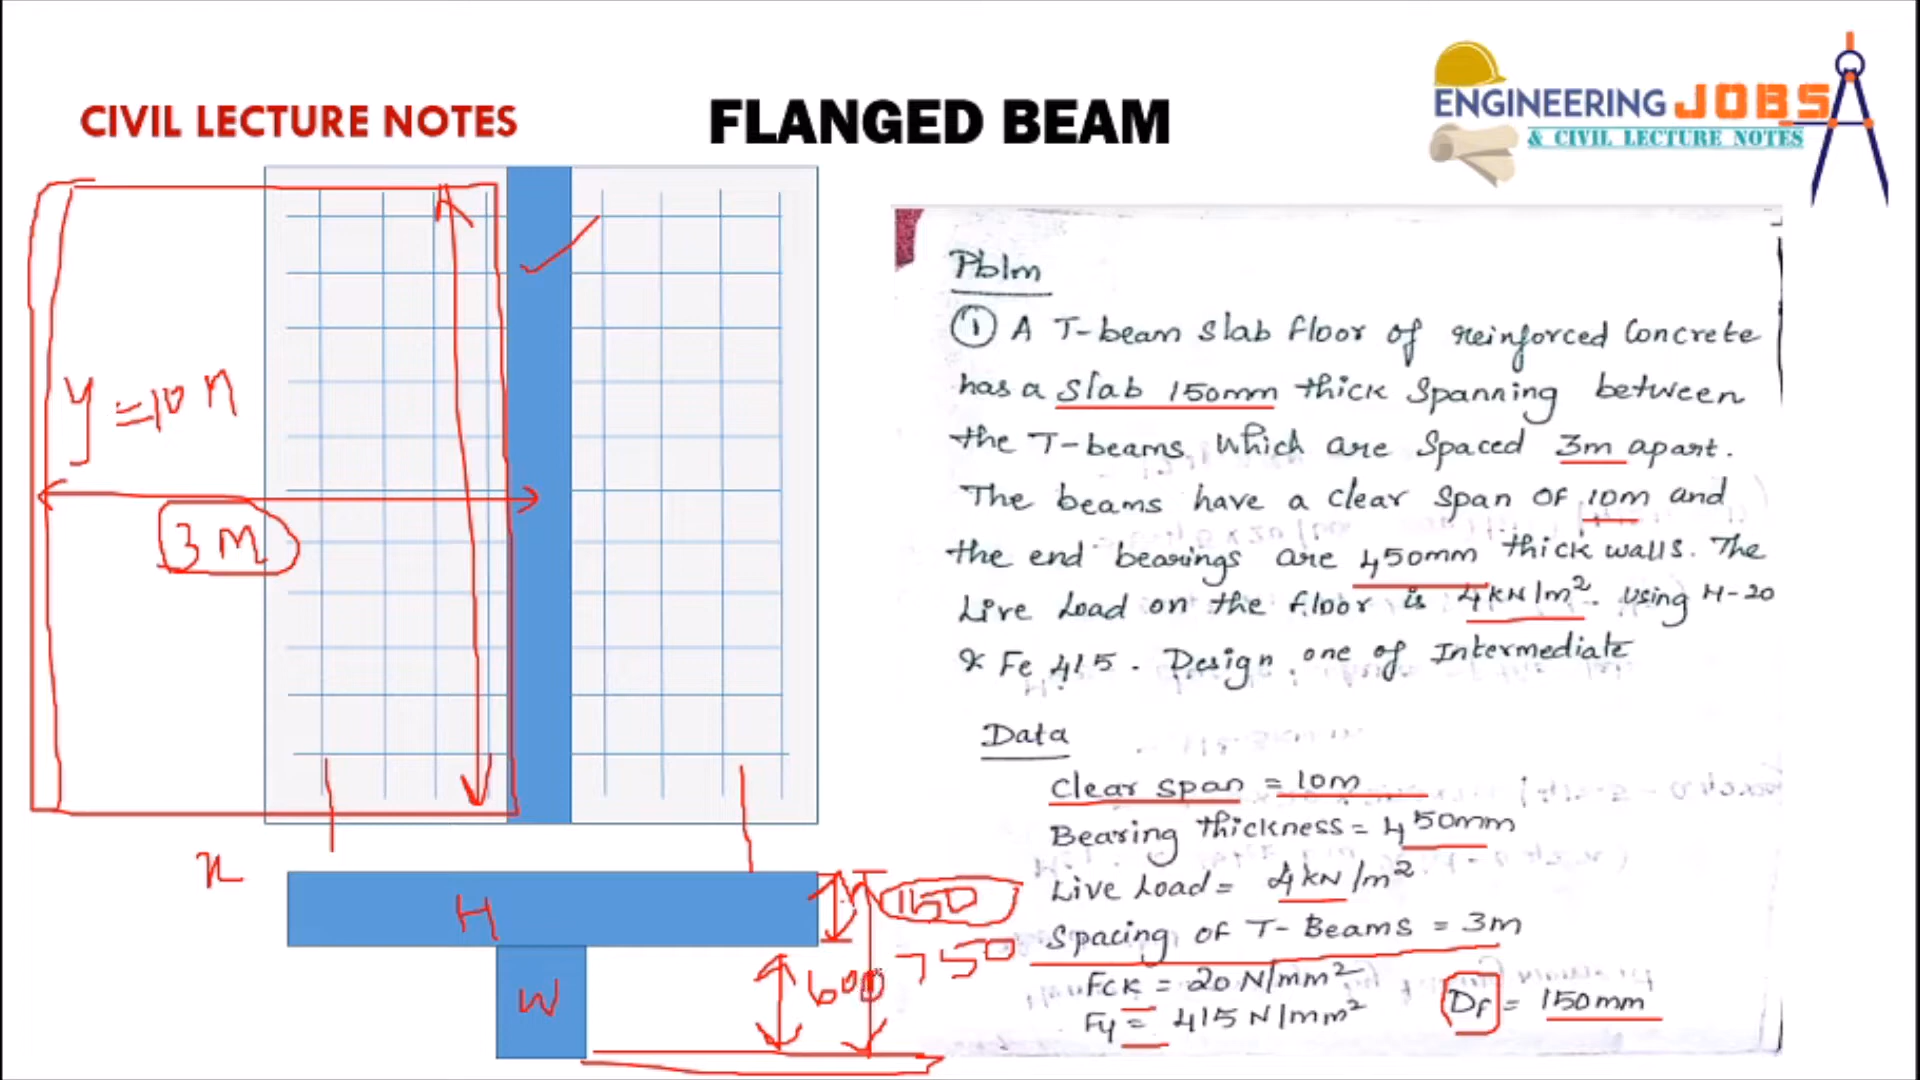 CIVIL LECTURE NOTES
FLANGED BEAM
ENGINEERING JOBS
& CIVIL LECTURE NOTES
y = 10 m
3 m
x
H
W
150
600
750
Pblm
① A T-beam slab floor of reinforced concrete
has a slab 150mm thick spanning between
the T-beams which are spaced 3m apart.
The beams have a clear span of 10m and
the end bearings are 450mm thick walls. The
Live load on the floor is 4kN/m². using M-20
& Fe 415. Design one of Intermediate
Data
Clear span = 10m
Bearing thickness = 450mm
Live load = 4kN/m²
Spacing of T-Beams = 3m
Fck = 20 N/mm²
Fy = 415 N/mm²
Df = 150mm